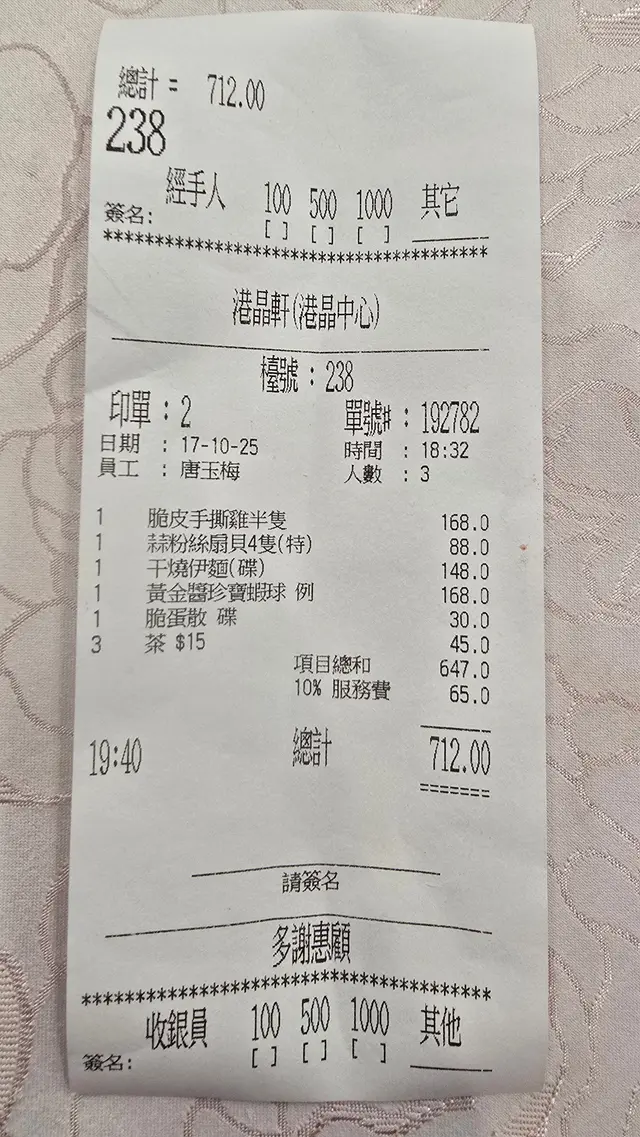 總計 = 712.00
238
經手人 100 500 1000 其它
簽名: [ ] [ ] [ ]
****************************************
港晶軒(港晶中心)
檯號 : 238
印單 : 2 單號# : 192782
日期 : 17-10-25 時間 : 18:32
員工 : 唐玉梅 人數 : 3
1 脆皮手撕雞半隻 168.0
1 蒜粉絲扇貝4隻(特) 88.0
1 干燒伊麵(碟) 148.0
1 黃金醬珍寶蝦球 例 168.0
1 脆蛋散 碟 30.0
3 茶 $15 45.0
項目總和 647.0
10% 服務費 65.0
19:40 總計 712.00
=======
請簽名
多謝惠顧
****************************************
收銀員 100 500 1000 其他
簽名: [ ] [ ] [ ]